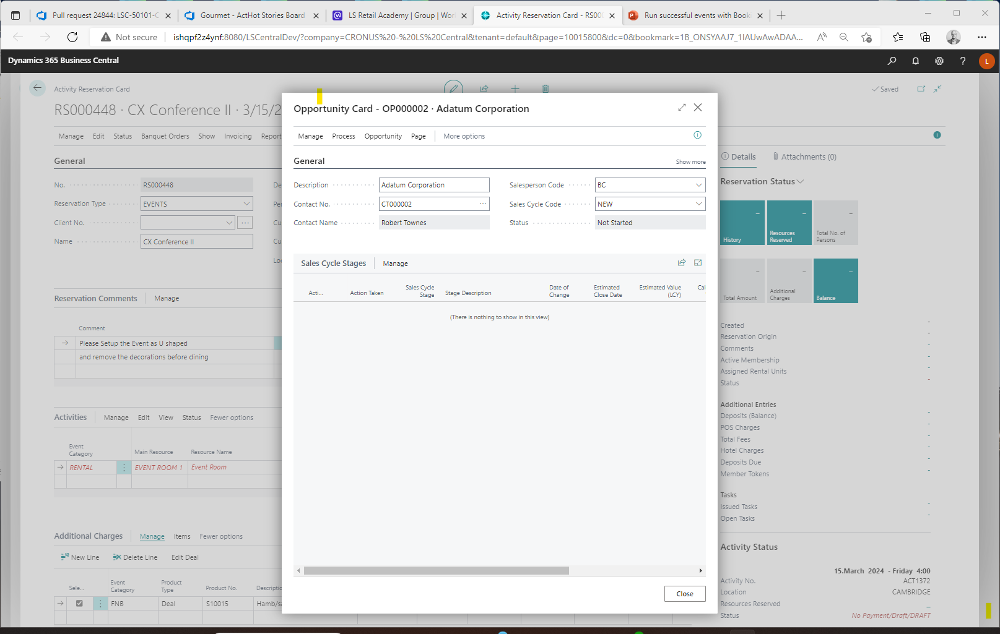 Pull request 24844: LSC-50101-C
Gourmet - ActHot Stories Board
LS Retail Academy | Group | Wor
Activity Reservation Card - RS000
Run successful events with Book
Not secure
ishqpf2z4ynf:8080/LSCentralDev/?company=CRONUS%20-%20LS%20Central&tenant=default&page=10015800&dc=0&bookmark=1B_ONSYAAJ7_1IAUwAwADAA...
Dynamics 365 Business Central
L
Activity Reservation Card
Saved
RS000448 · CX Conference II · 3/15/2
Manage Edit Status Banquet Orders Show Invoicing Report
General
No. RS000448
Reservation Type EVENTS
Client No.
Name CX Conference II
De
Per
Cu
Cu
Loc
Reservation Comments Manage
Comment
Please Setup the Event as U shaped
and remove the decorations before dining
Activities Manage Edit View Status Fewer options
Event Category Main Resource Resource Name
RENTAL EVENT ROOM 1 Event Room
Additional Charges Manage Items Fewer options
New Line Delete Line Edit Deal
Sele... Event Category Product Type Product No. Descriptio
FNB Deal S10015 Hamb/sa
Opportunity Card - OP000002 · Adatum Corporation
Manage Process Opportunity Page More options
General Show more
Description Adatum Corporation
Contact No. CT000002
Contact Name Robert Townes
Salesperson Code BC
Sales Cycle Code NEW
Status Not Started
Sales Cycle Stages Manage
Acti... Action Taken Sales Cycle Stage Stage Description Date of Change Estimated Close Date Estimated Value (LCY) Cal
(There is nothing to show in this view)
Close
Details Attachments (0)
Reservation Status
History
Resources Reserved
Total No. of Persons
Total Amount
Additional Charges
Balance
Created -
Reservation Origin -
Comments -
Active Membership -
Assigned Rental Units -
Status -
Additional Entries
Deposits (Balance) -
POS Charges -
Total Fees -
Hotel Charges -
Deposits Due -
Member Tokens -
Tasks
Issued Tasks -
Open Tasks -
Activity Status
15.March 2024 - Friday 4:00
Activity No. ACT1372
Location CAMBRIDGE
Resources Reserved _
Status No Payment/Draft/DRAFT